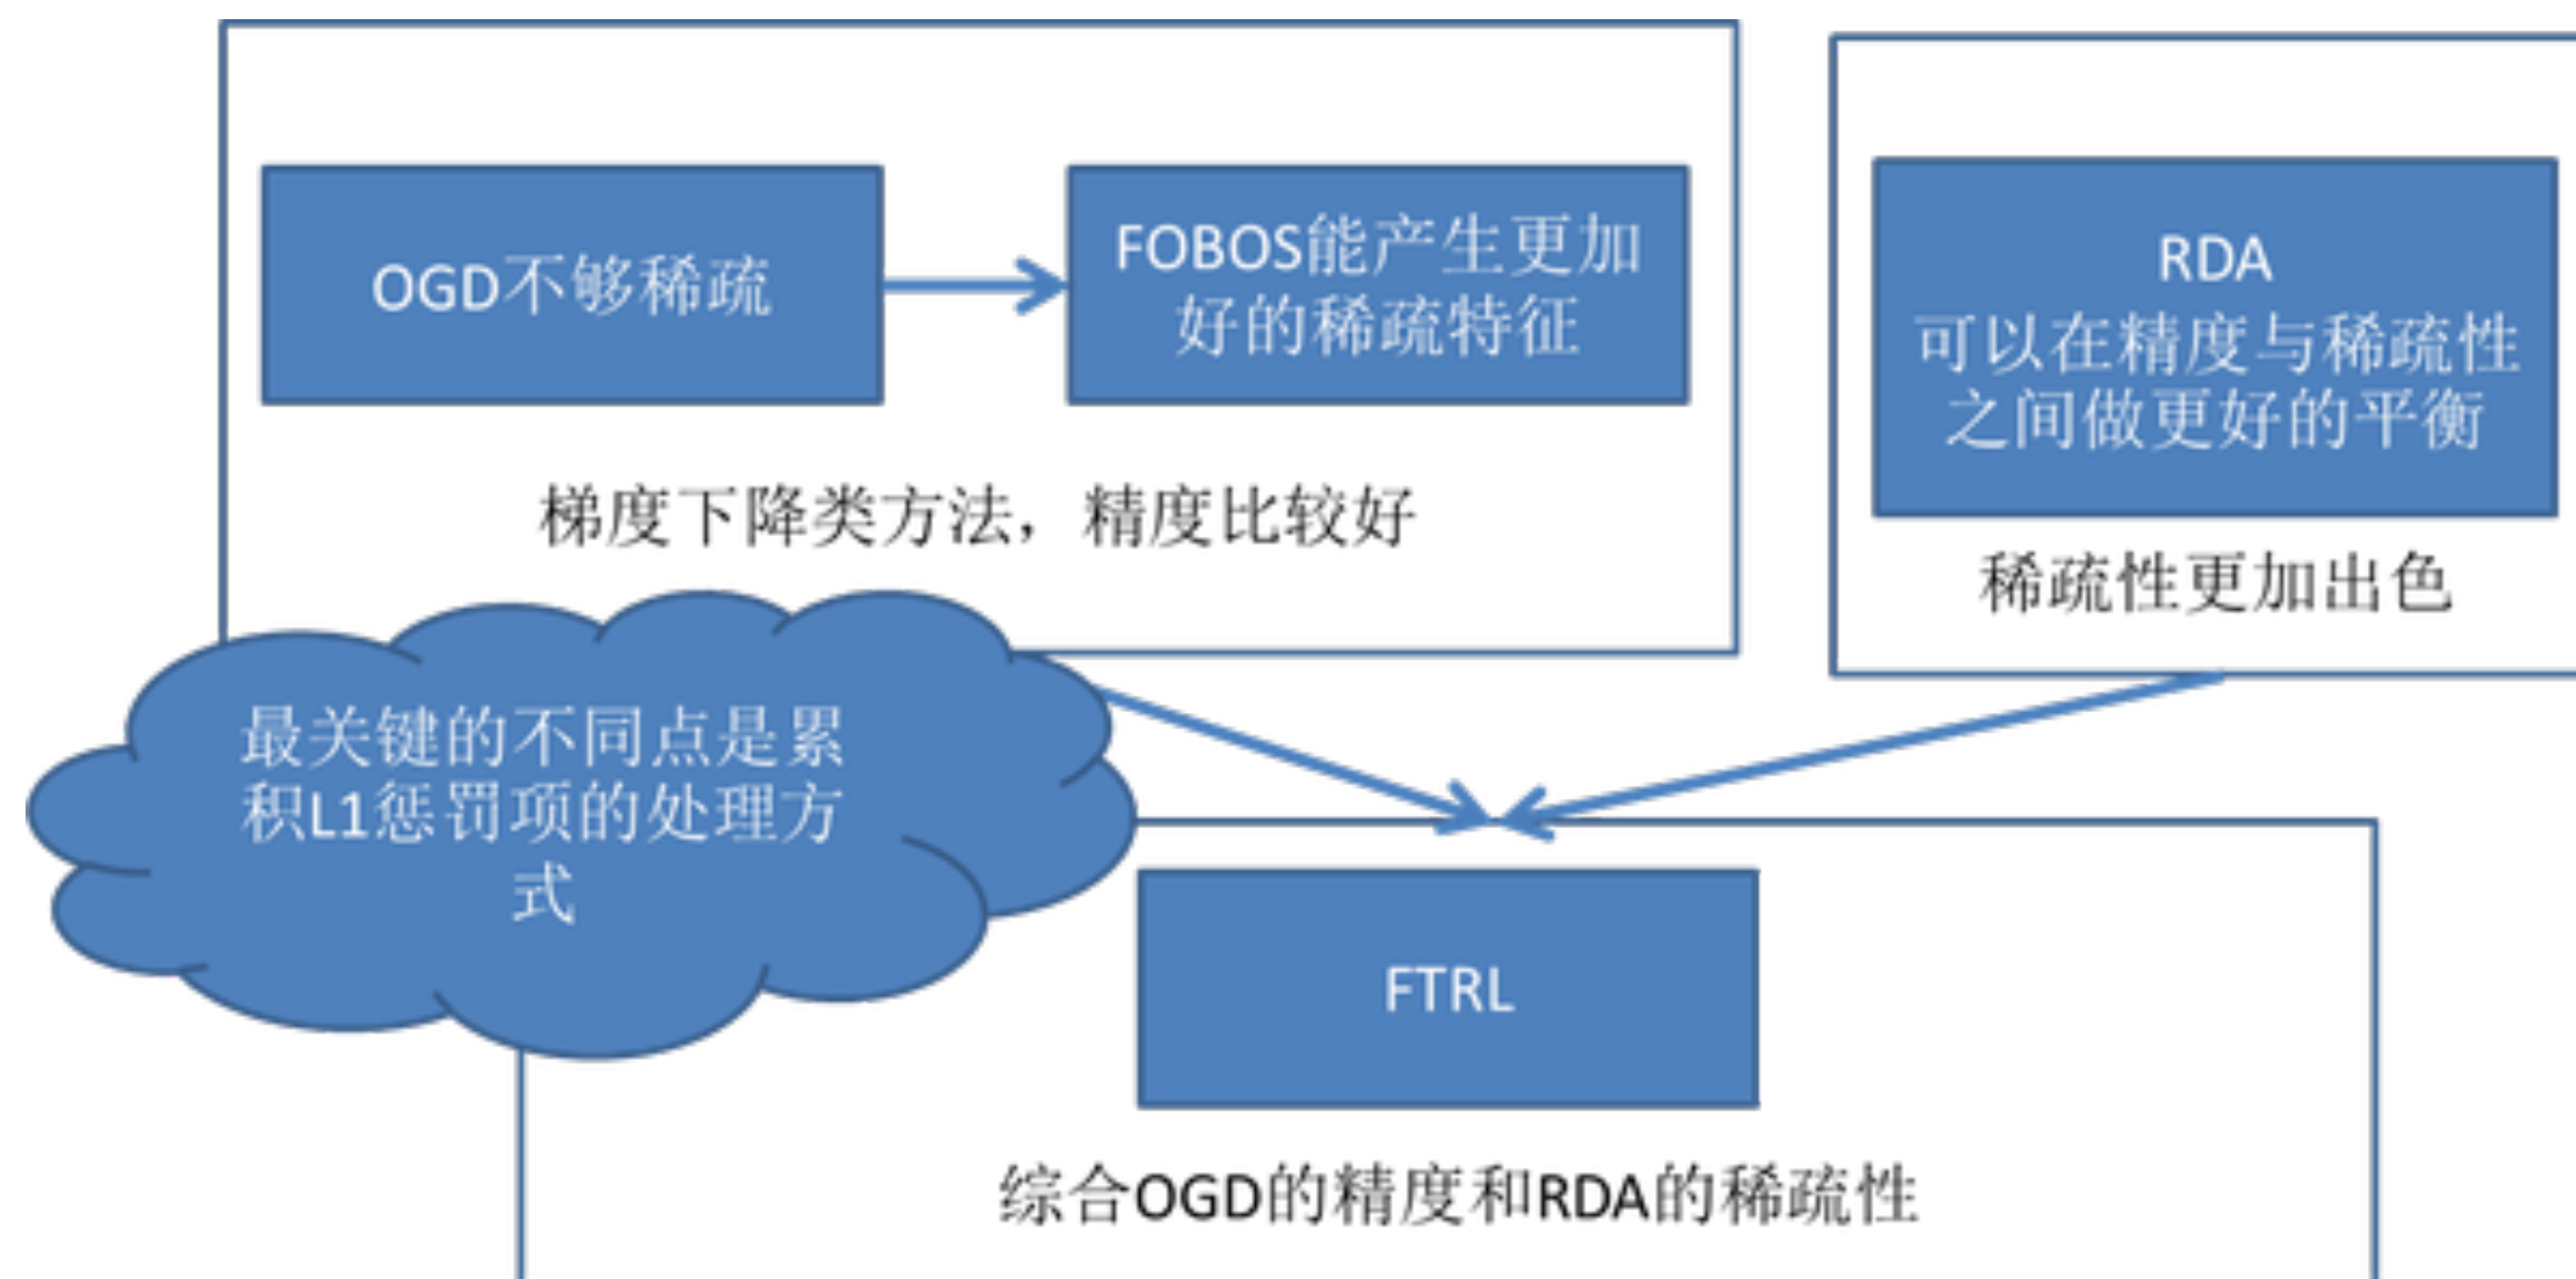 OGD不够稀疏
FOBOS能产生更加
好的稀疏特征
梯度下降类方法，精度比较好
RDA
可以在精度与稀疏性
之间做更好的平衡
稀疏性更加出色
最关键的不同点是累
积L1惩罚项的处理方
式
FTRL
综合OGD的精度和RDA的稀疏性